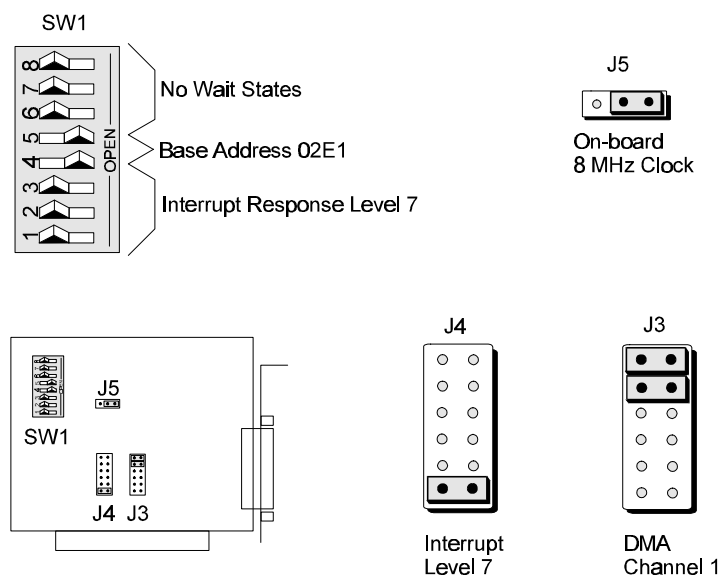 SW1
8
7
6
5
4
3
2
1
OPEN
No Wait States
Base Address 02E1
Interrupt Response Level 7
J5
On-board
8 MHz Clock
SW1
J5
J4 J3
J4
Interrupt
Level 7
J3
DMA
Channel 1